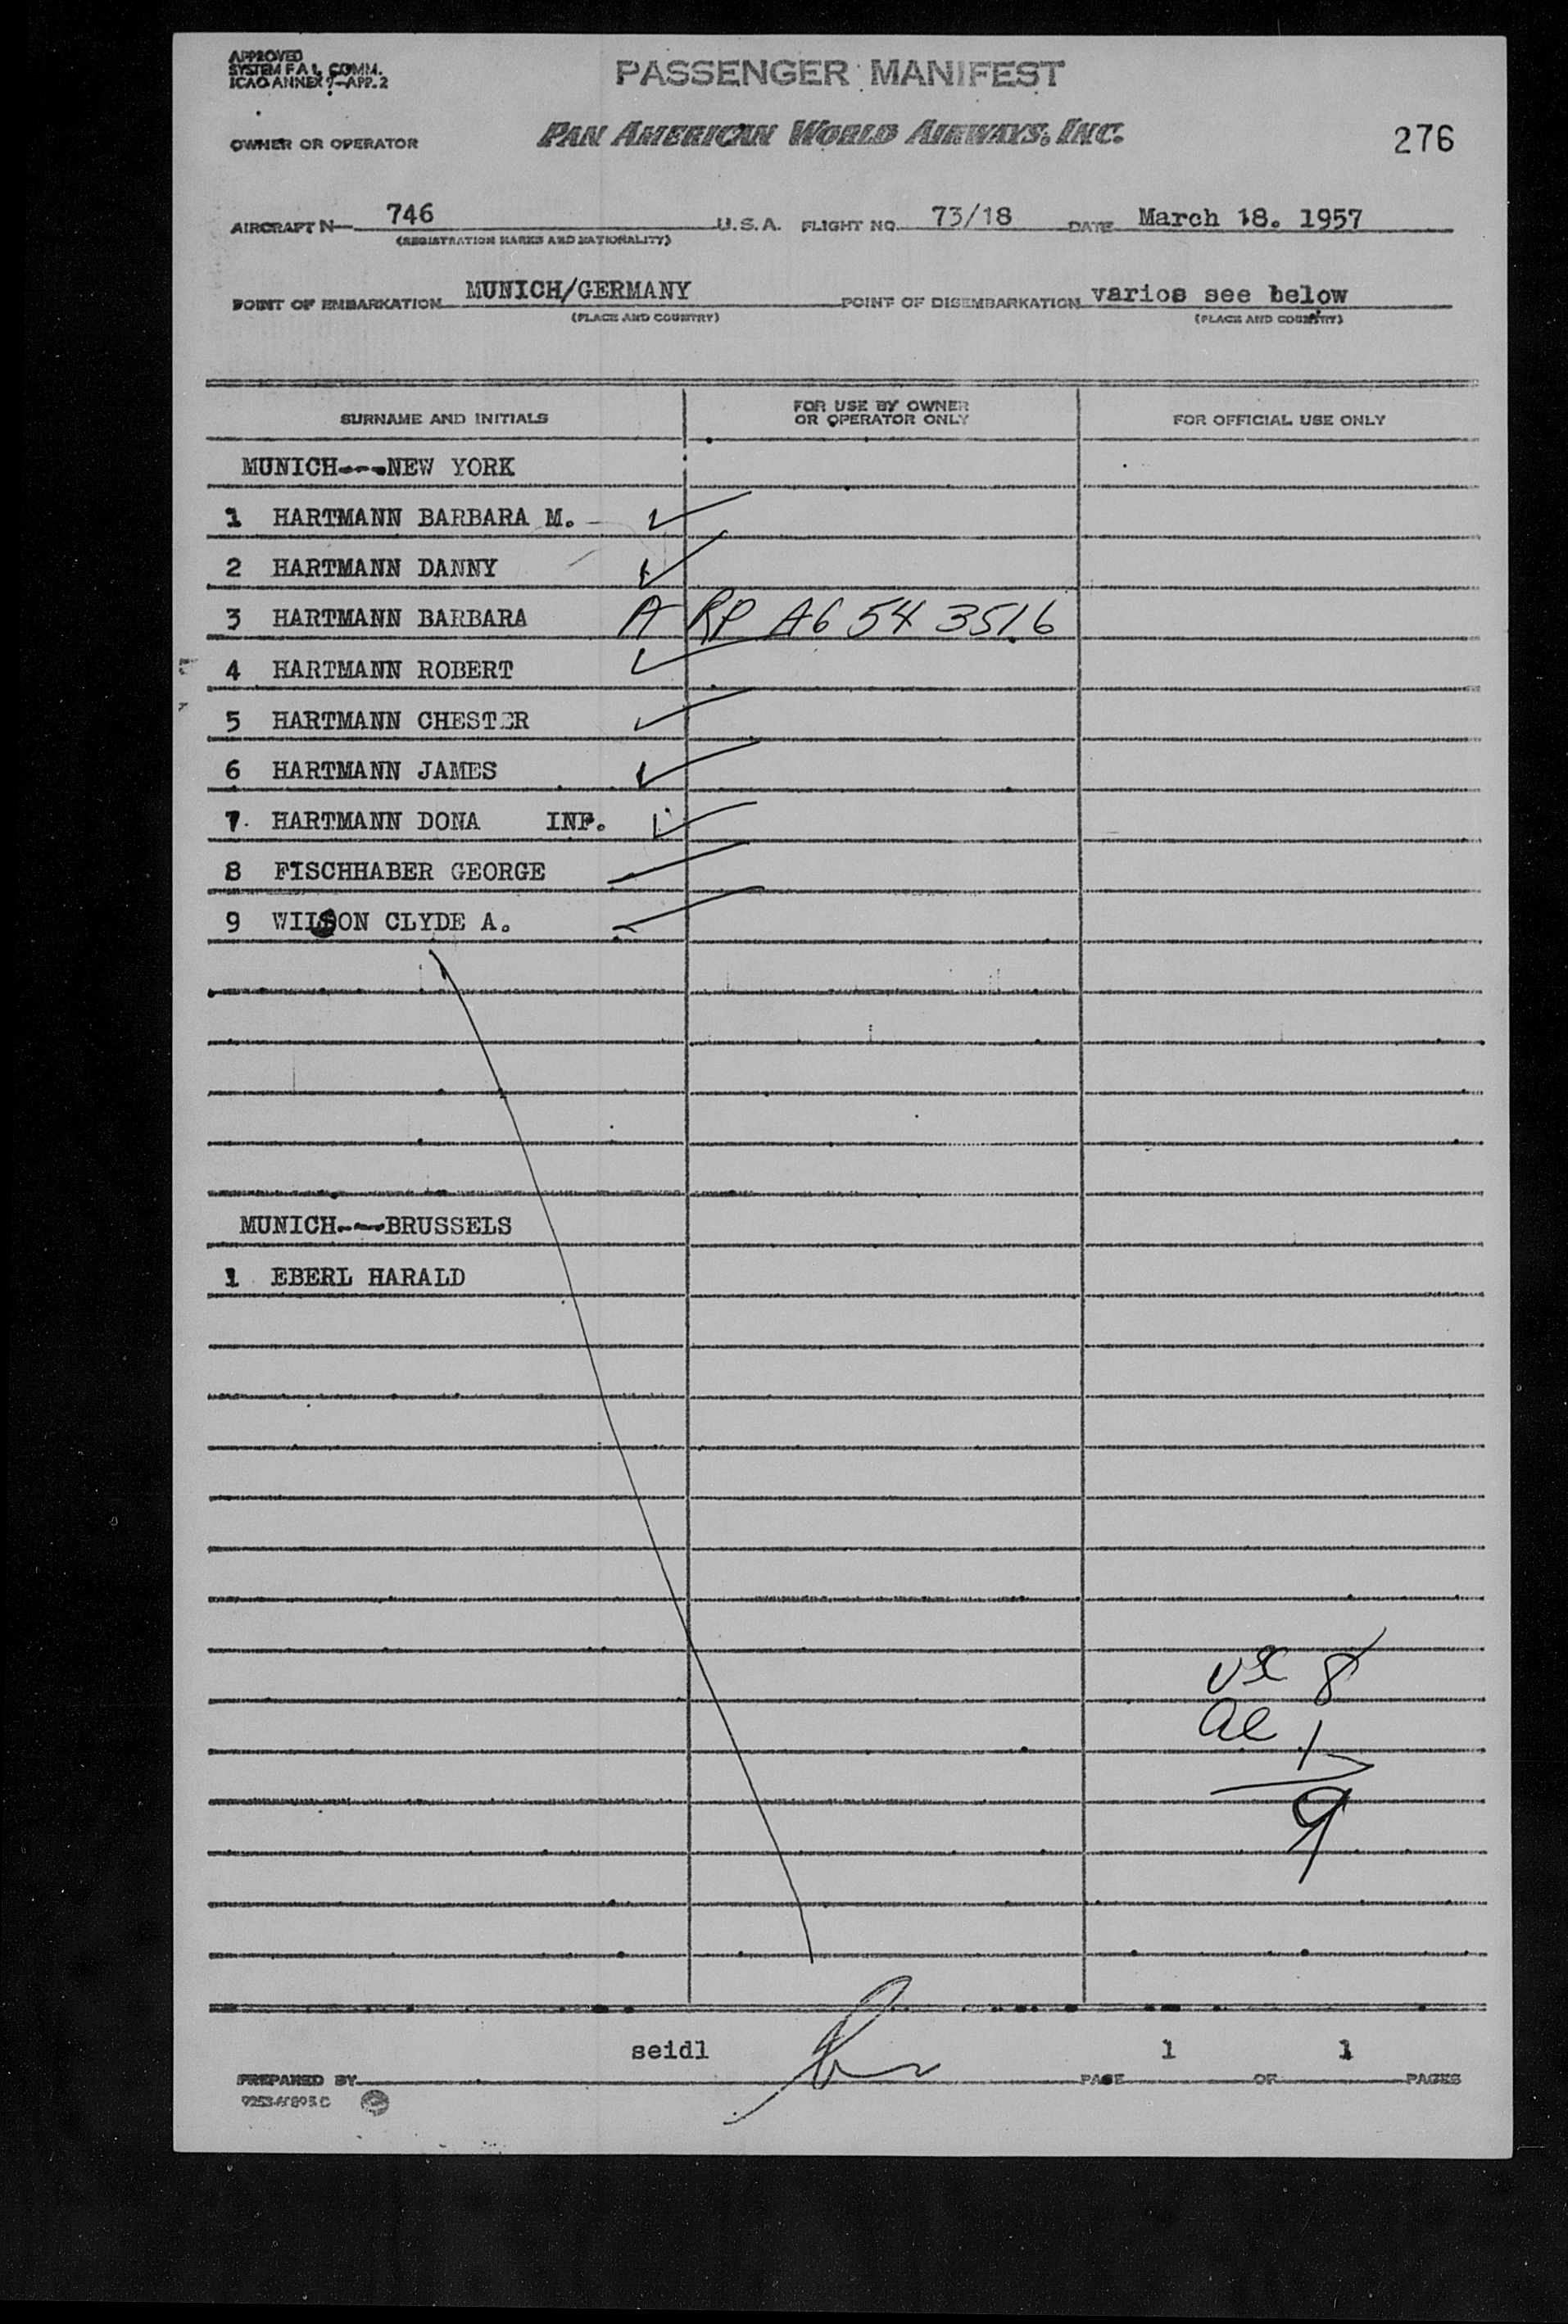 APPROVED
SYSTEM F.A.L. COMM.
ICAO ANNEX 9-APP. 2
PASSENGER MANIFEST
OWNER OR OPERATOR PAN AMERICAN WORLD AIRWAYS, INC. 276
AIRCRAFT N 746 U.S.A. FLIGHT NO. 73/18 DATE March 18. 1957
(REGISTRATION MARKS AND NATIONALITY)
POINT OF EMBARKATION MUNICH/GERMANY POINT OF DISEMBARKATION varios see below
(PLACE AND COUNTRY) (PLACE AND COUNTRY)
SURNAME AND INITIALS FOR USE BY OWNER OR OPERATOR ONLY FOR OFFICIAL USE ONLY
MUNICH---NEW YORK
1 HARTMANN BARBARA M.
2 HARTMANN DANNY
3 HARTMANN BARBARA A RP A6 54 3516
4 HARTMANN ROBERT
5 HARTMANN CHESTER
6 HARTMANN JAMES
7 HARTMANN DONA INF.
8 FISCHHABER GEORGE
9 WILSON CLYDE A.
MUNICH---BRUSSELS
1 EBERL HARALD
8
1
9
seidl 1 1
PREPARED BY PAGE OF PAGES